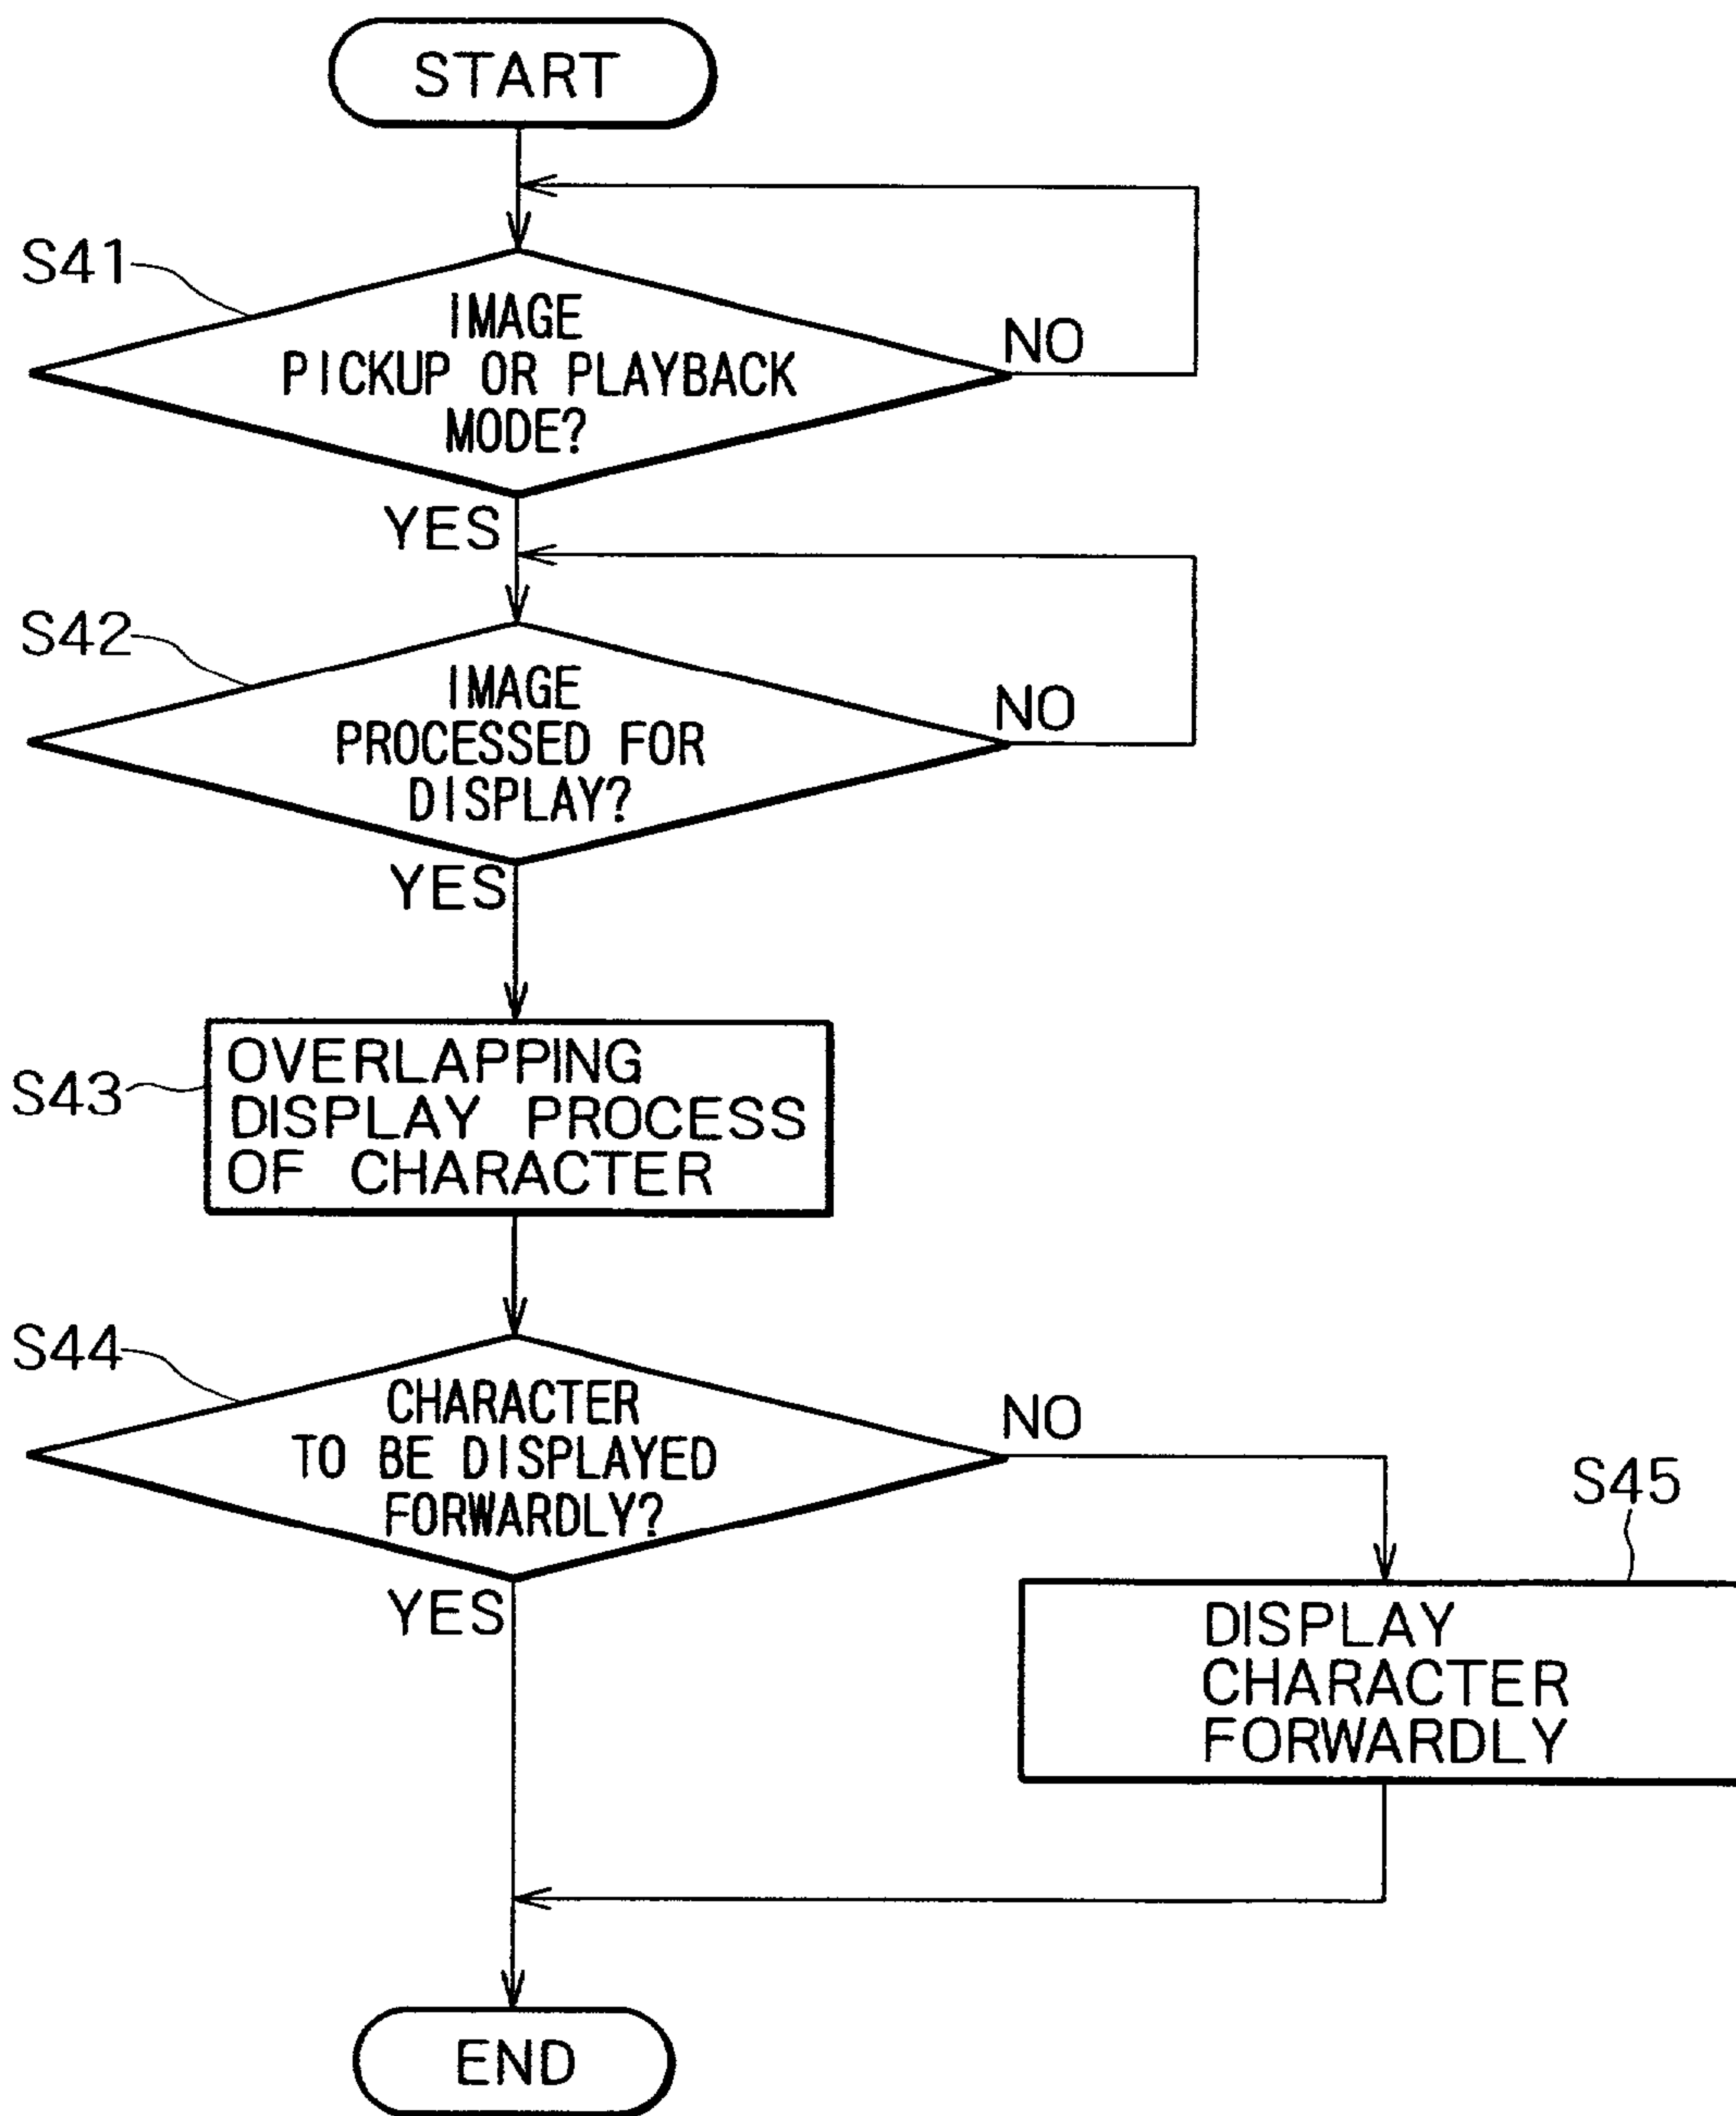 START
S41
IMAGE
PICKUP OR PLAYBACK
MODE?
NO
YES
S42
IMAGE
PROCESSED FOR
DISPLAY?
NO
YES
S43
OVERLAPPING
DISPLAY PROCESS
OF CHARACTER
S44
CHARACTER
TO BE DISPLAYED
FORWARDLY?
NO
YES
S45
DISPLAY
CHARACTER
FORWARDLY
END